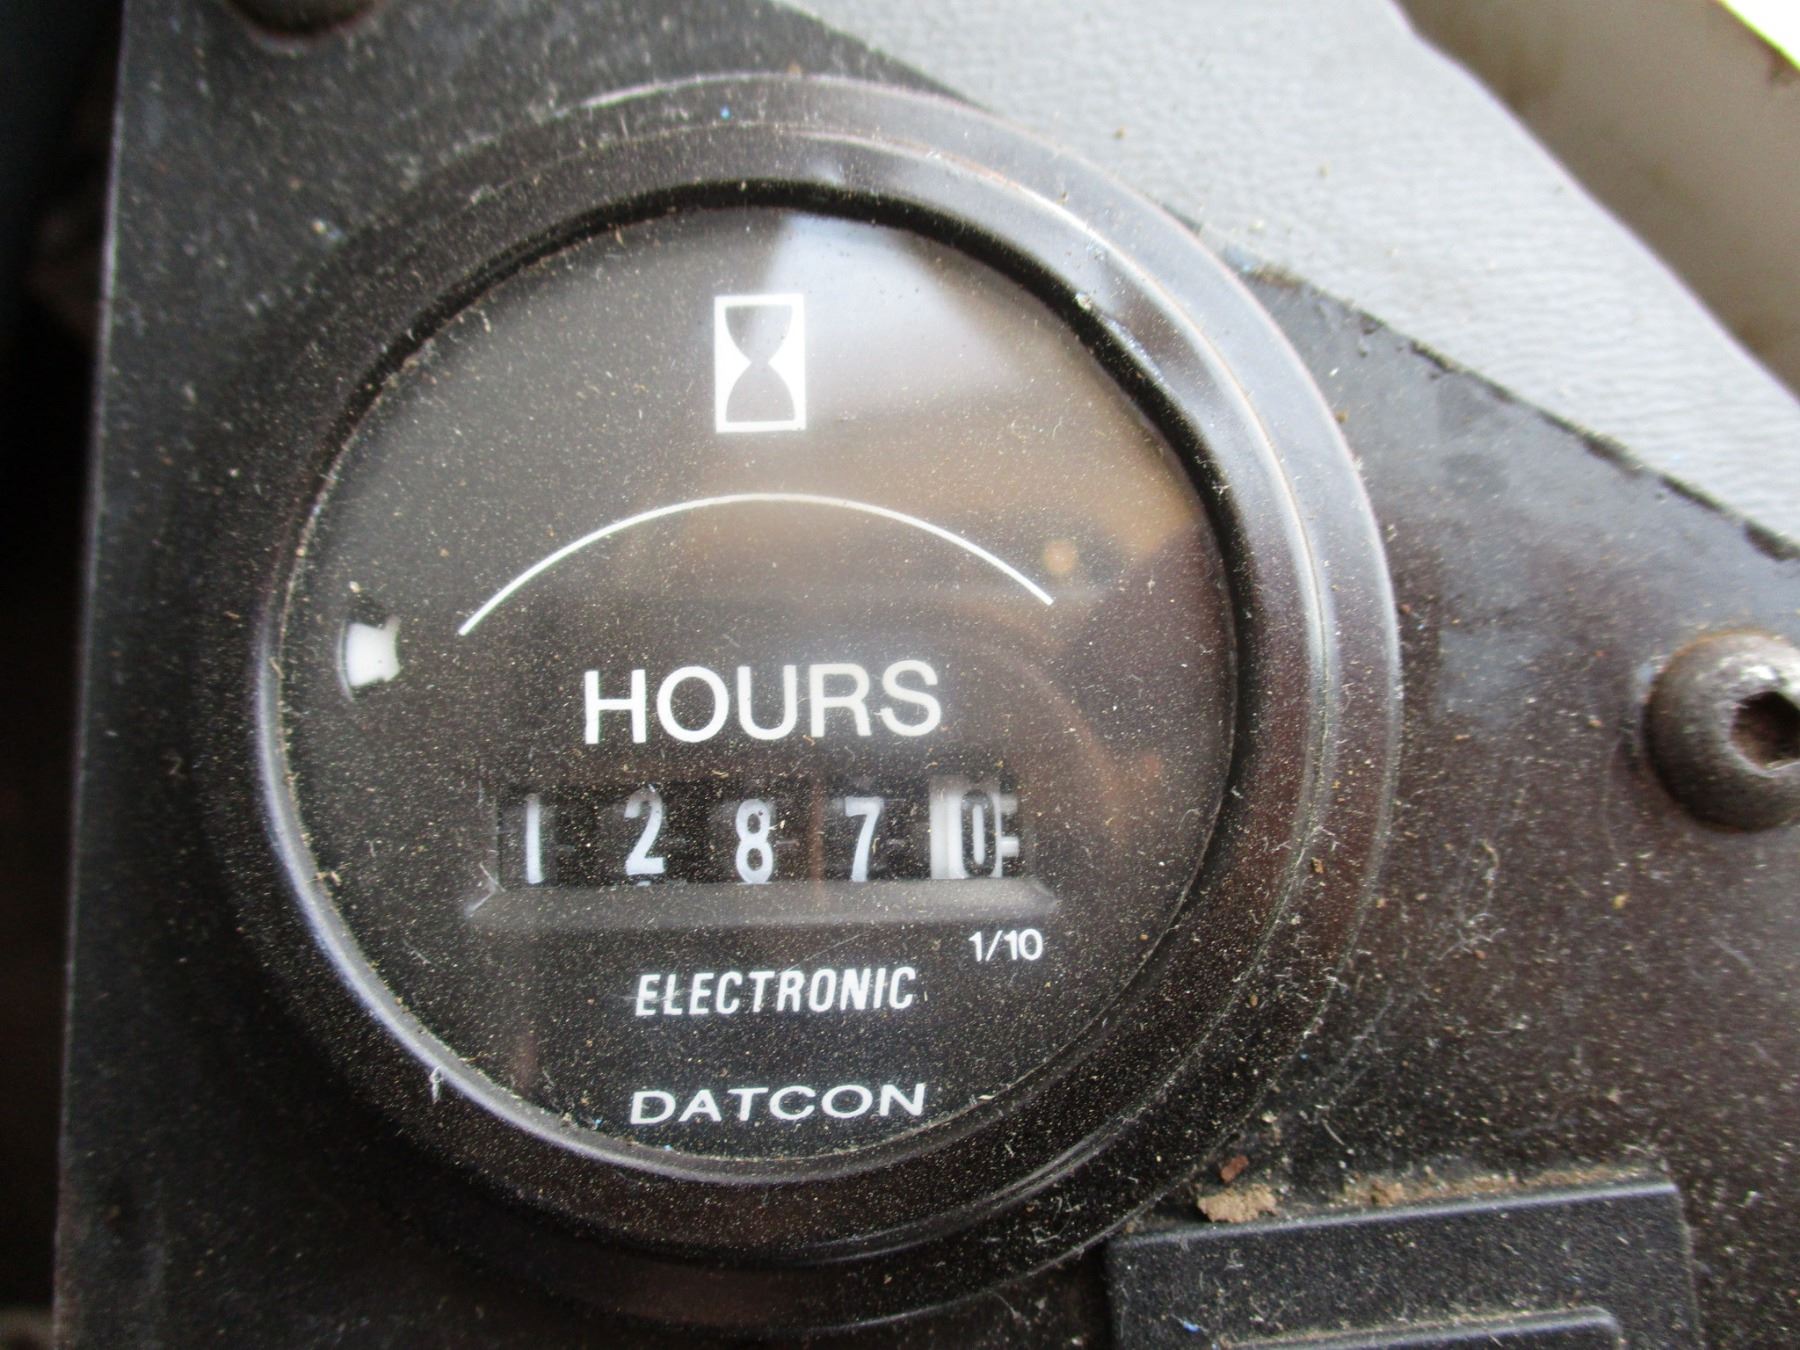 HOURS
1 2 8 7 0
1/10
ELECTRONIC
DATCON